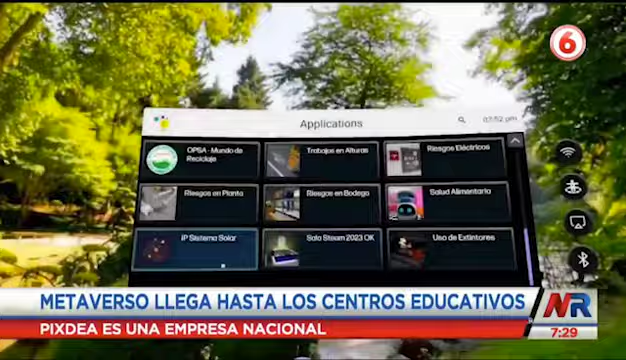 6
Applications
03:52 pm
OPSA - Mundo de Reciclaje
Trabajos en Alturas
Riesgos Eléctricos
Riesgos en Planta
Riesgos en Bodega
Salud Alimentaria
IP Sistema Solar
Sala Steam 2023 OK
Uso de Extintores
METAVERSO LLEGA HASTA LOS CENTROS EDUCATIVOS
PIXDEA ES UNA EMPRESA NACIONAL
NR
7:29